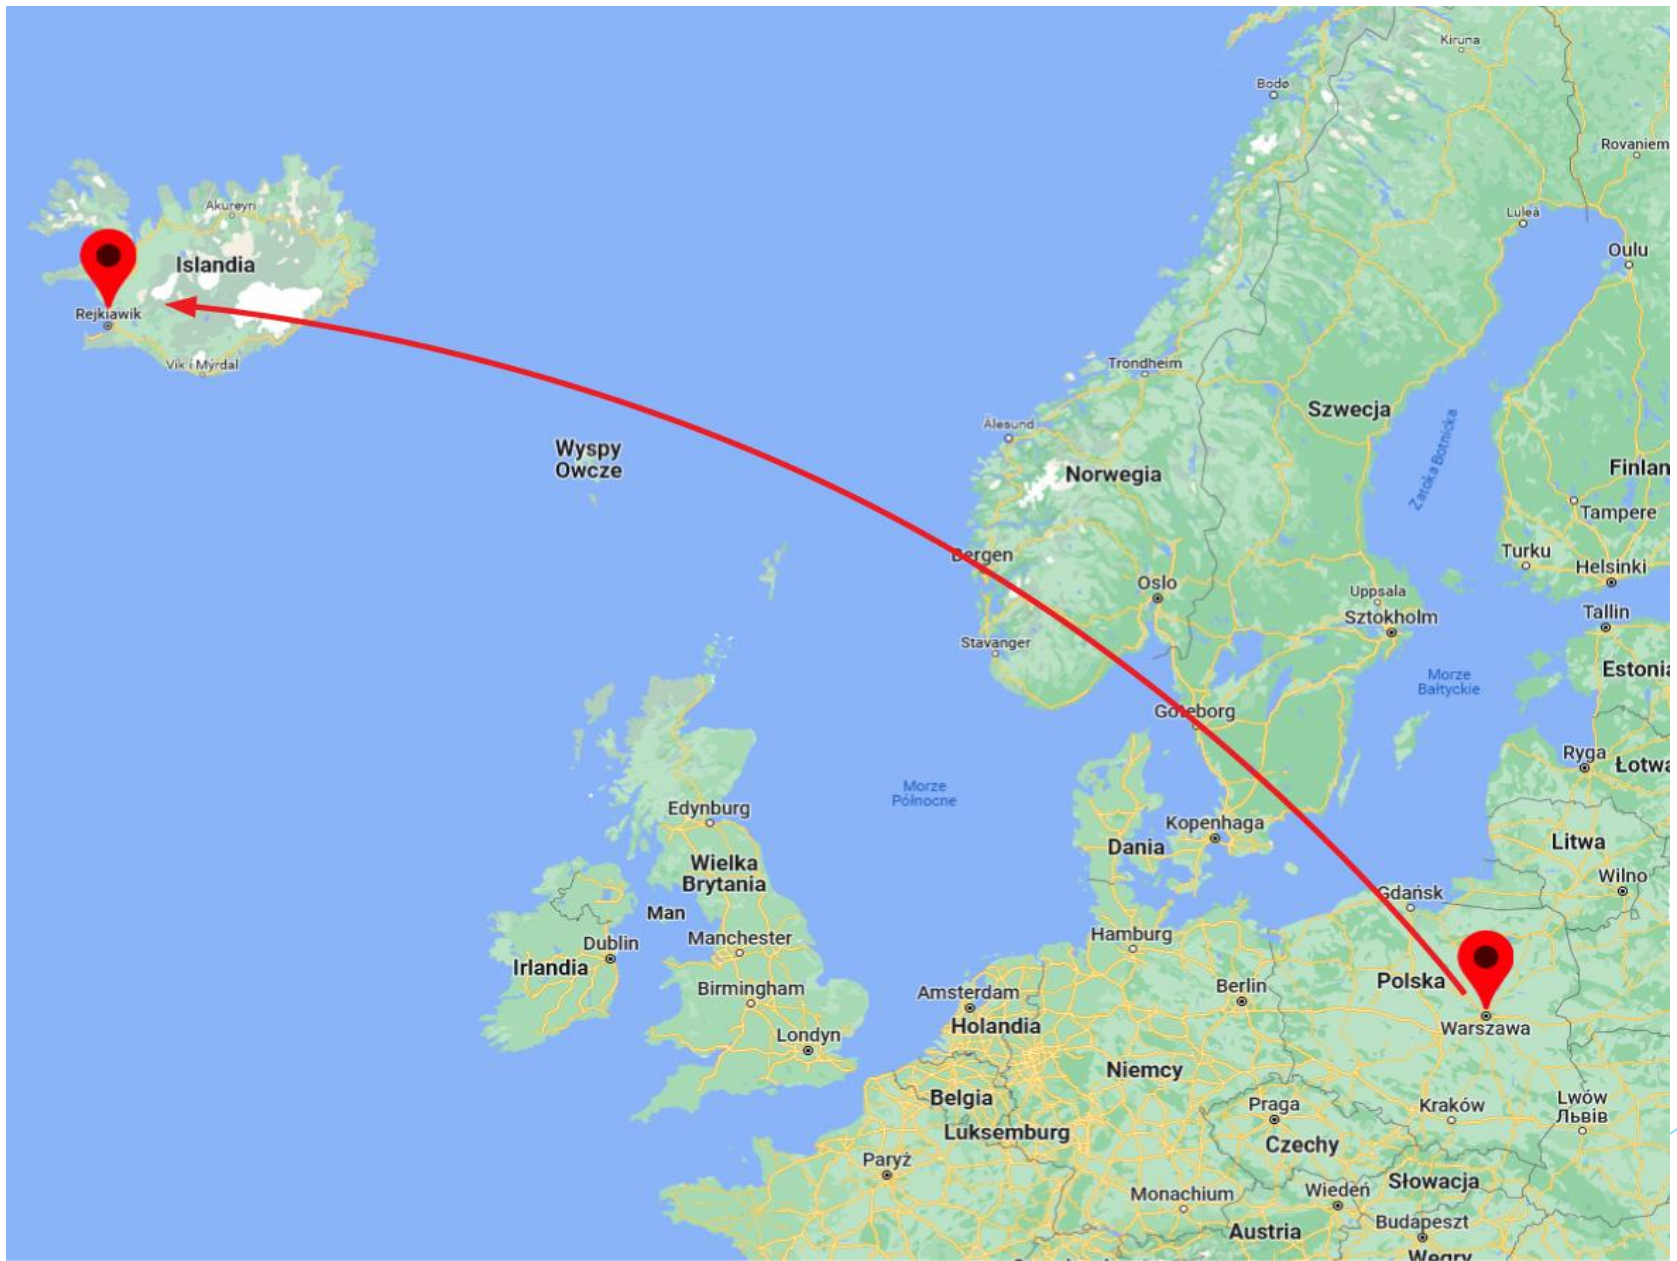 Kiruna
Bodø
Rovaniem
Akureyri
Luleå
Oulu
Islandia
Rejkiawik
Vík í Mýrdal
Trondheim
Szwecja
Ålesund
Zatoka Botnicka
Wyspy
Owcze
Norwegia
Finlan
Tampere
Bergen
Turku
Helsinki
Oslo
Uppsala
Sztokholm
Tallin
Stavanger
Estonia
Morze
Bałtyckie
Göteborg
Ryga
Łotwa
Morze
Północne
Edynburg
Kopenhaga
Dania
Litwa
Wielka
Brytania
Wilno
Gdańsk
Man
Hamburg
Manchester
Dublin
Irlandia
Polska
Birmingham
Amsterdam
Berlin
Holandia
Warszawa
Londyn
Niemcy
Belgia
Praga
Kraków
Lwów
Львів
Luksemburg
Czechy
Paryż
Słowacja
Monachium
Wiedeń
Budapeszt
Austria
Węgry